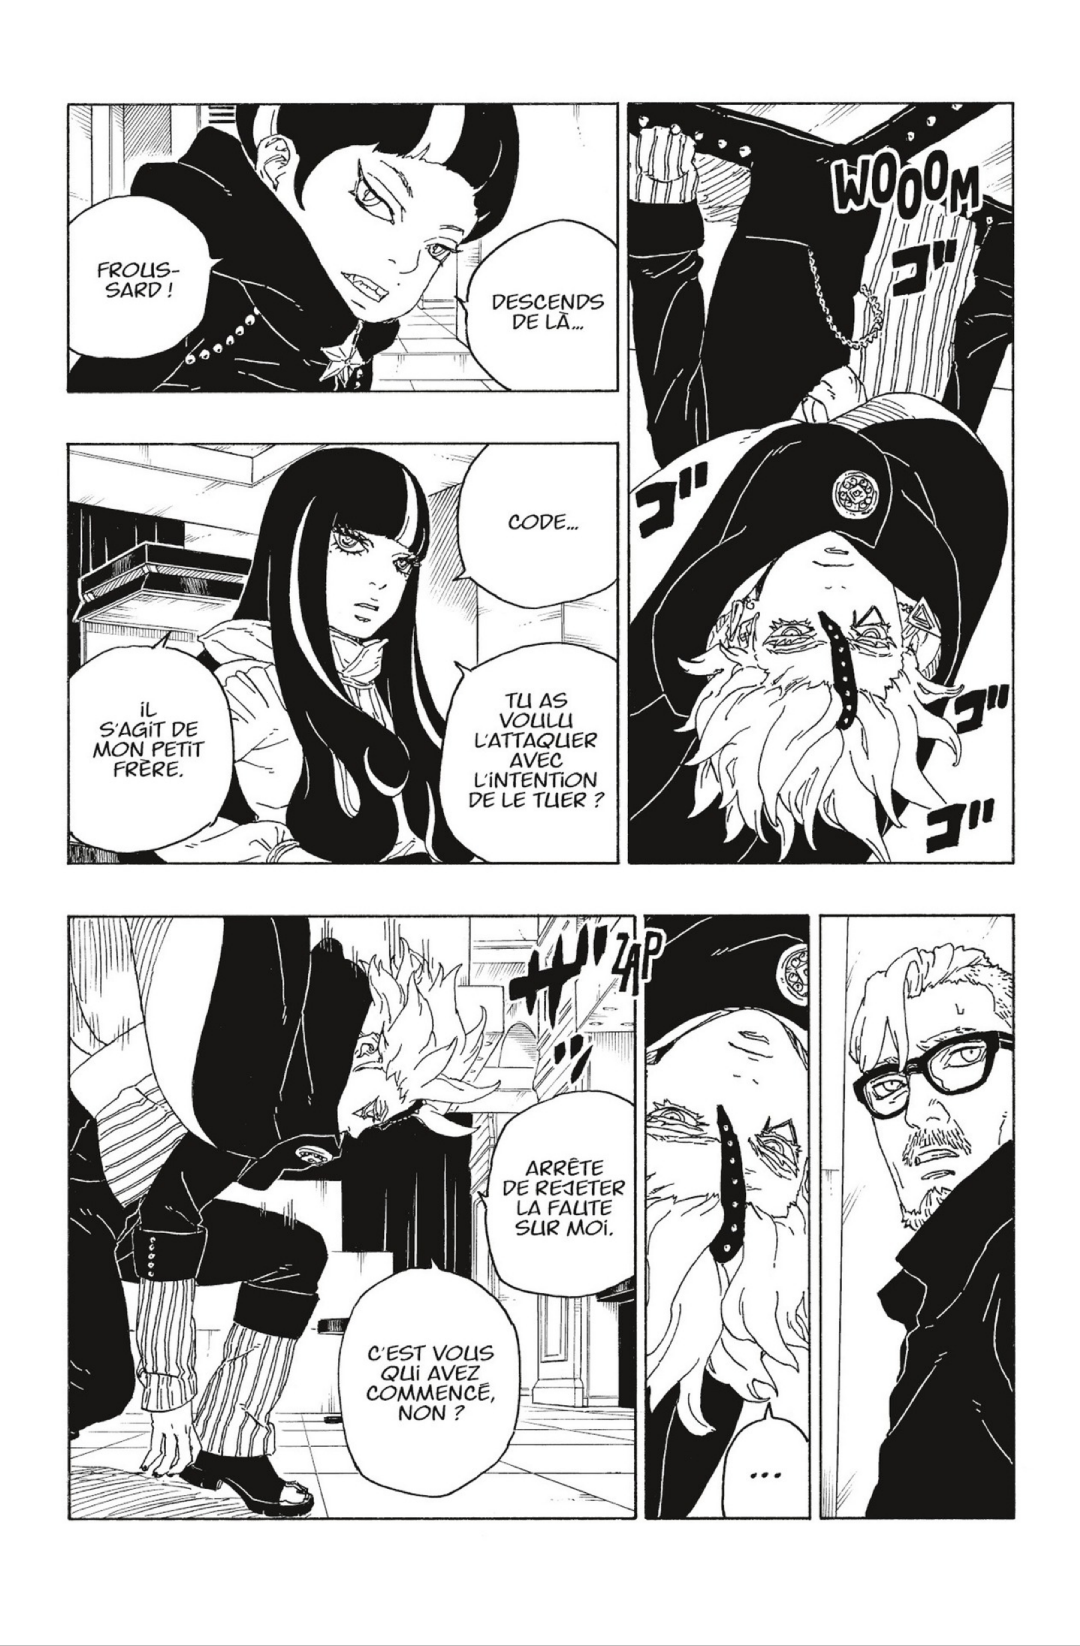 WOOOM
ゴ"
ゴ"
ゴ"
ゴ"
DESCENDS
DE LÀ...
FROUS-
SARD !
CODE...
TU AS
VOULU
L'ATTAQUER
AVEC
L'INTENTION
DE LE TUER ?
IL
S'AGIT DE
MON PETIT
FRÈRE.
...
ZAP
ザ"
ッ
ARRÊTE
DE REJETER
LA FAUTE
SUR MOI.
C'EST VOUS
QUI AVEZ
COMMENCÉ,
NON ?